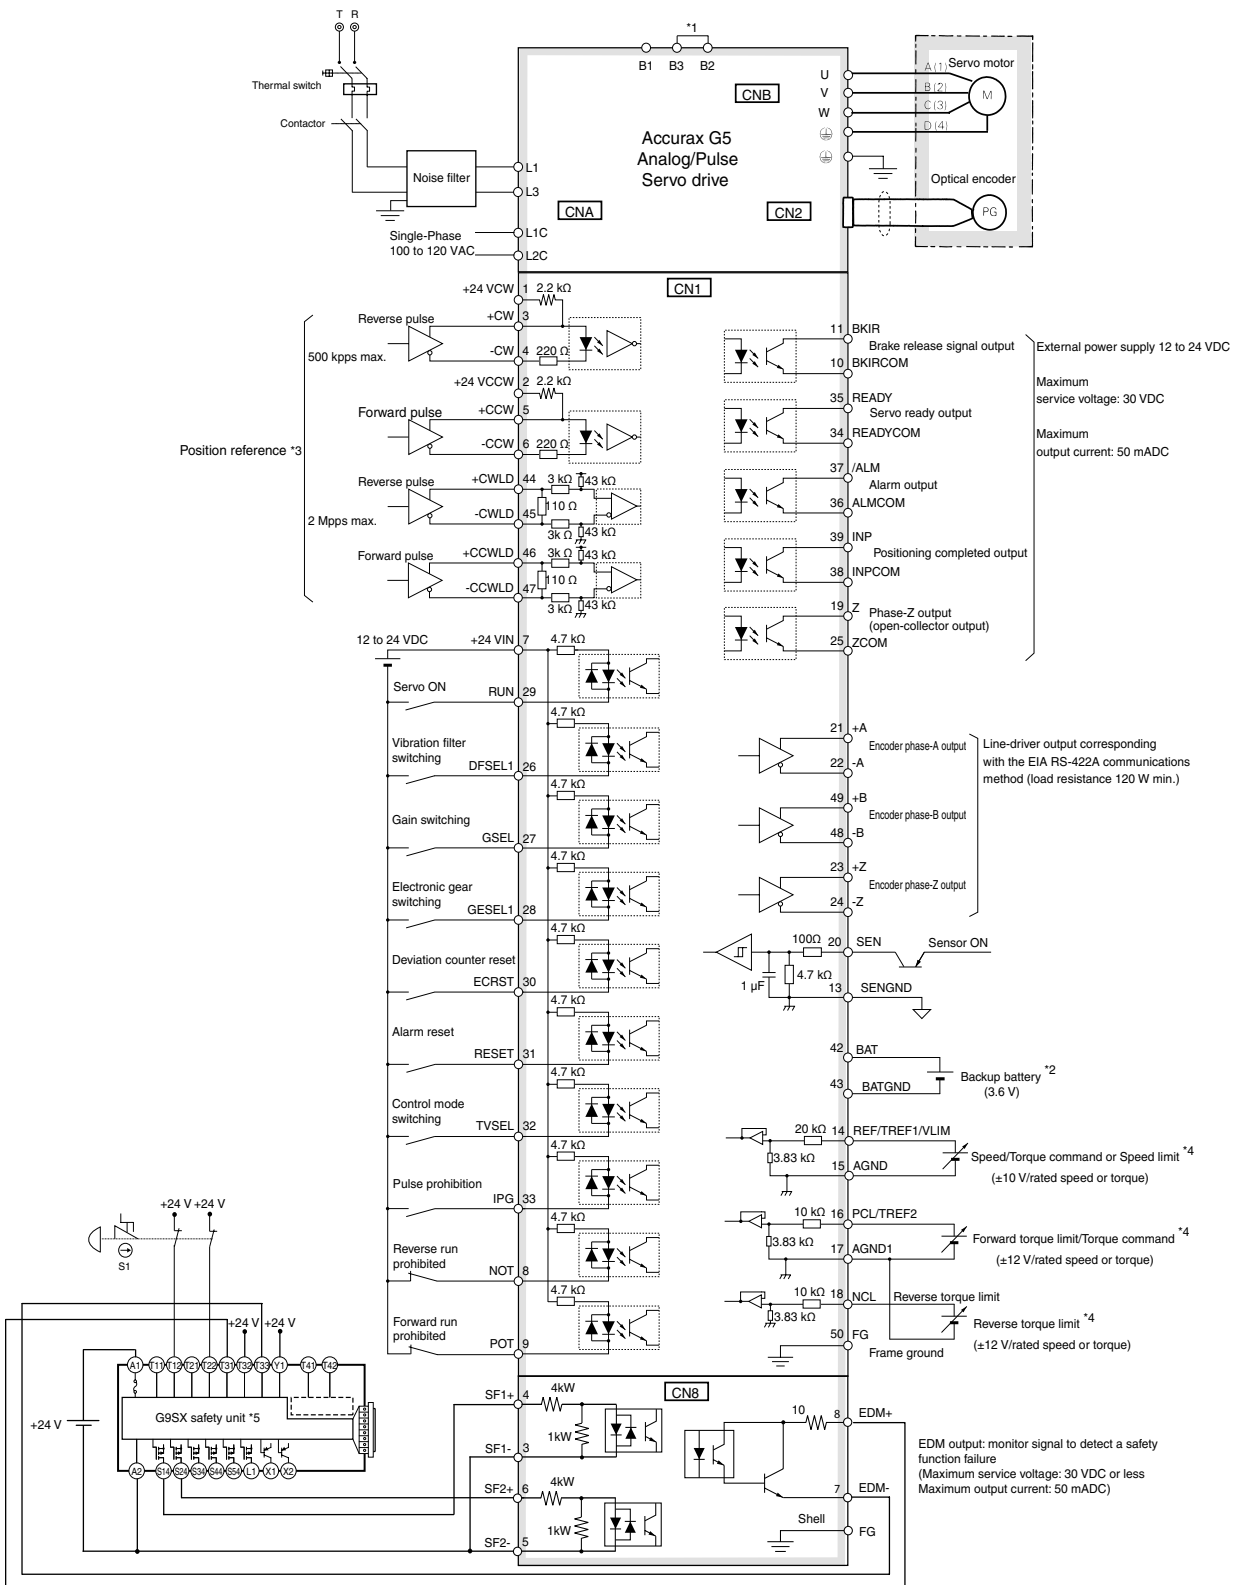 T R
*1
B1 B3 B2
Thermal switch
Contactor
Noise filter
L1
L3
CNA
Single-Phase
100 to 120 VAC
L1C
L2C
Accurax G5
Analog/Pulse
Servo drive
CNB
CN2
U
V
W
A (1)
B (2)
C (3)
D (4)
Servo motor
M
Optical encoder
PG
CN1
+24 VCW 1 2.2 kΩ
Reverse pulse
+CW 3
500 kpps max.
-CW 4 220 Ω
+24 VCCW 2 2.2 kΩ
Forward pulse
+CCW 5
-CCW 6 220 Ω
Position reference *3
Reverse pulse
+CWLD 44 3 kΩ 43 kΩ
110 Ω
2 Mpps max.
-CWLD 45 3k Ω 43 kΩ
Forward pulse
+CCWLD 46 3k Ω 43 kΩ
110 Ω
-CCWLD 47 3 kΩ 43 kΩ
12 to 24 VDC
+24 VIN 7 4.7 kΩ
Servo ON
RUN 29
4.7 kΩ
Vibration filter
switching
DFSEL1 26
4.7 kΩ
Gain switching
GSEL 27
4.7 kΩ
Electronic gear
switching
GESEL1 28
4.7 kΩ
Deviation counter reset
ECRST 30
4.7 kΩ
Alarm reset
RESET 31
4.7 kΩ
Control mode
switching
TVSEL 32
4.7 kΩ
Pulse prohibition
IPG 33
4.7 kΩ
Reverse run
prohibited
NOT 8
4.7 kΩ
Forward run
prohibited
POT 9
11 BKIR
Brake release signal output
10 BKIRCOM
35 READY
Servo ready output
34 READYCOM
37 /ALM
Alarm output
36 ALMCOM
39 INP
Positioning completed output
38 INPCOM
19 Z
Phase-Z output
(open-collector output)
25 ZCOM
External power supply 12 to 24 VDC
Maximum
service voltage: 30 VDC
Maximum
output current: 50 mADC
21 +A
Encoder phase-A output
22 -A
49 +B
Encoder phase-B output
48 -B
23 +Z
Encoder phase-Z output
24 -Z
Line-driver output corresponding
with the EIA RS-422A communications
method (load resistance 120 W min.)
100Ω 20 SEN Sensor ON
4.7 kΩ
1 µF
13 SENGND
42 BAT
Backup battery *2
(3.6 V)
43 BATGND
20 kΩ 14 REF/TREF1/VLIM
3.83 kΩ
15 AGND
Speed/Torque command or Speed limit *4
(±10 V/rated speed or torque)
10 kΩ 16 PCL/TREF2
3.83 kΩ
17 AGND1
Forward torque limit/Torque command *4
(±12 V/rated speed or torque)
10 kΩ 18 NCL Reverse torque limit
3.83 kΩ
Reverse torque limit *4
(±12 V/rated speed or torque)
50 FG
Frame ground
+24 V +24 V
S1
+24 V +24 V
A1 T11 T12 T21 T22 T31 T32 T33 Y1 T41 T42
+24 V
G9SX safety unit *5
A2 S14 S24 S34 S44 S54 L1 X1 X2
CN8
SF1+ 4 4kW
1kW
SF1- 3
SF2+ 6 4kW
1kW
SF2- 5
10 8 EDM+
7 EDM-
Shell
FG
EDM output: monitor signal to detect a safety
function failure
(Maximum service voltage: 30 VDC or less
Maximum output current: 50 mADC)